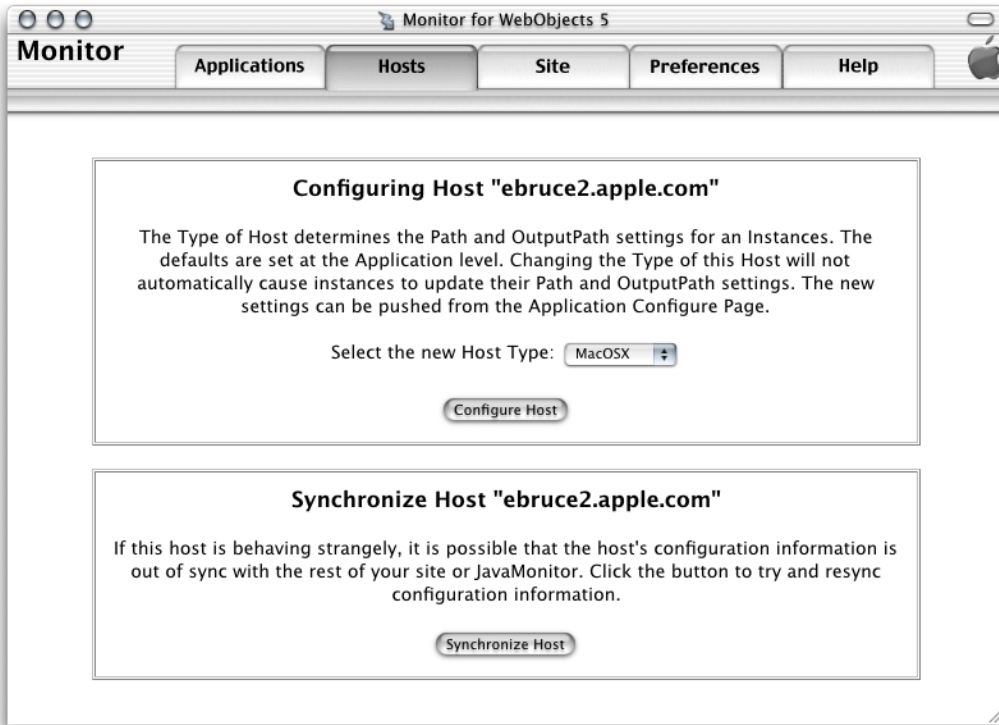 Monitor for WebObjects 5
Monitor
Applications
Hosts
Site
Preferences
Help
Configuring Host "ebruce2.apple.com"
The Type of Host determines the Path and OutputPath settings for an Instances. The
defaults are set at the Application level. Changing the Type of this Host will not
automatically cause instances to update their Path and OutputPath settings. The new
settings can be pushed from the Application Configure Page.
Select the new Host Type: MacOSX
Configure Host
Synchronize Host "ebruce2.apple.com"
If this host is behaving strangely, it is possible that the host's configuration information is
out of sync with the rest of your site or JavaMonitor. Click the button to try and resync
configuration information.
Synchronize Host